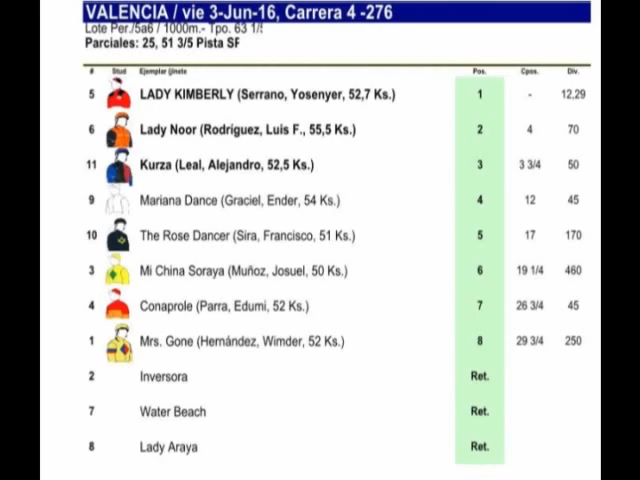 VALENCIA / vie 3-Jun-16, Carrera 4 -276
Lote Per./5a6 / 1000m.- Tpo. 63 1/5
Parciales: 25, 51 3/5 Pista SF
# Stud Ejemplar (jinete Pos. Cpos. Div.
5 LADY KIMBERLY (Serrano, Yosenyer, 52,7 Ks.) 1 - 12,29
6 Lady Noor (Rodríguez, Luis F., 55,5 Ks.) 2 4 70
11 Kurza (Leal, Alejandro, 52,5 Ks.) 3 3 3/4 50
9 Mariana Dance (Graciel, Ender, 54 Ks.) 4 12 45
10 The Rose Dancer (Sira, Francisco, 51 Ks.) 5 17 170
3 Mi China Soraya (Muñoz, Josuel, 50 Ks.) 6 19 1/4 460
4 Conaprole (Parra, Edumi, 52 Ks.) 7 26 3/4 45
1 Mrs. Gone (Hernández, Wimder, 52 Ks.) 8 29 3/4 250
2 Inversora Ret.
7 Water Beach Ret.
8 Lady Araya Ret.